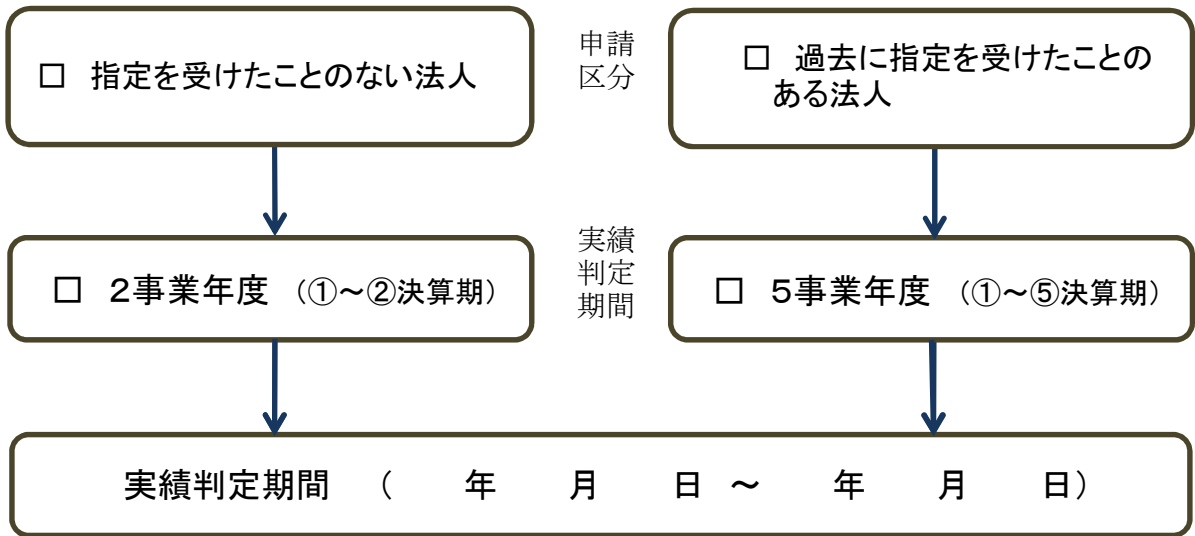 □ 指定を受けたことのない法人
申請
区分
□ 過去に指定を受けたことの
ある法人
□ 2事業年度 (①~②決算期)
実績
判定
期間
□ 5事業年度 (①~⑤決算期)
実績判定期間 ( 年 月 日 ~ 年 月 日)